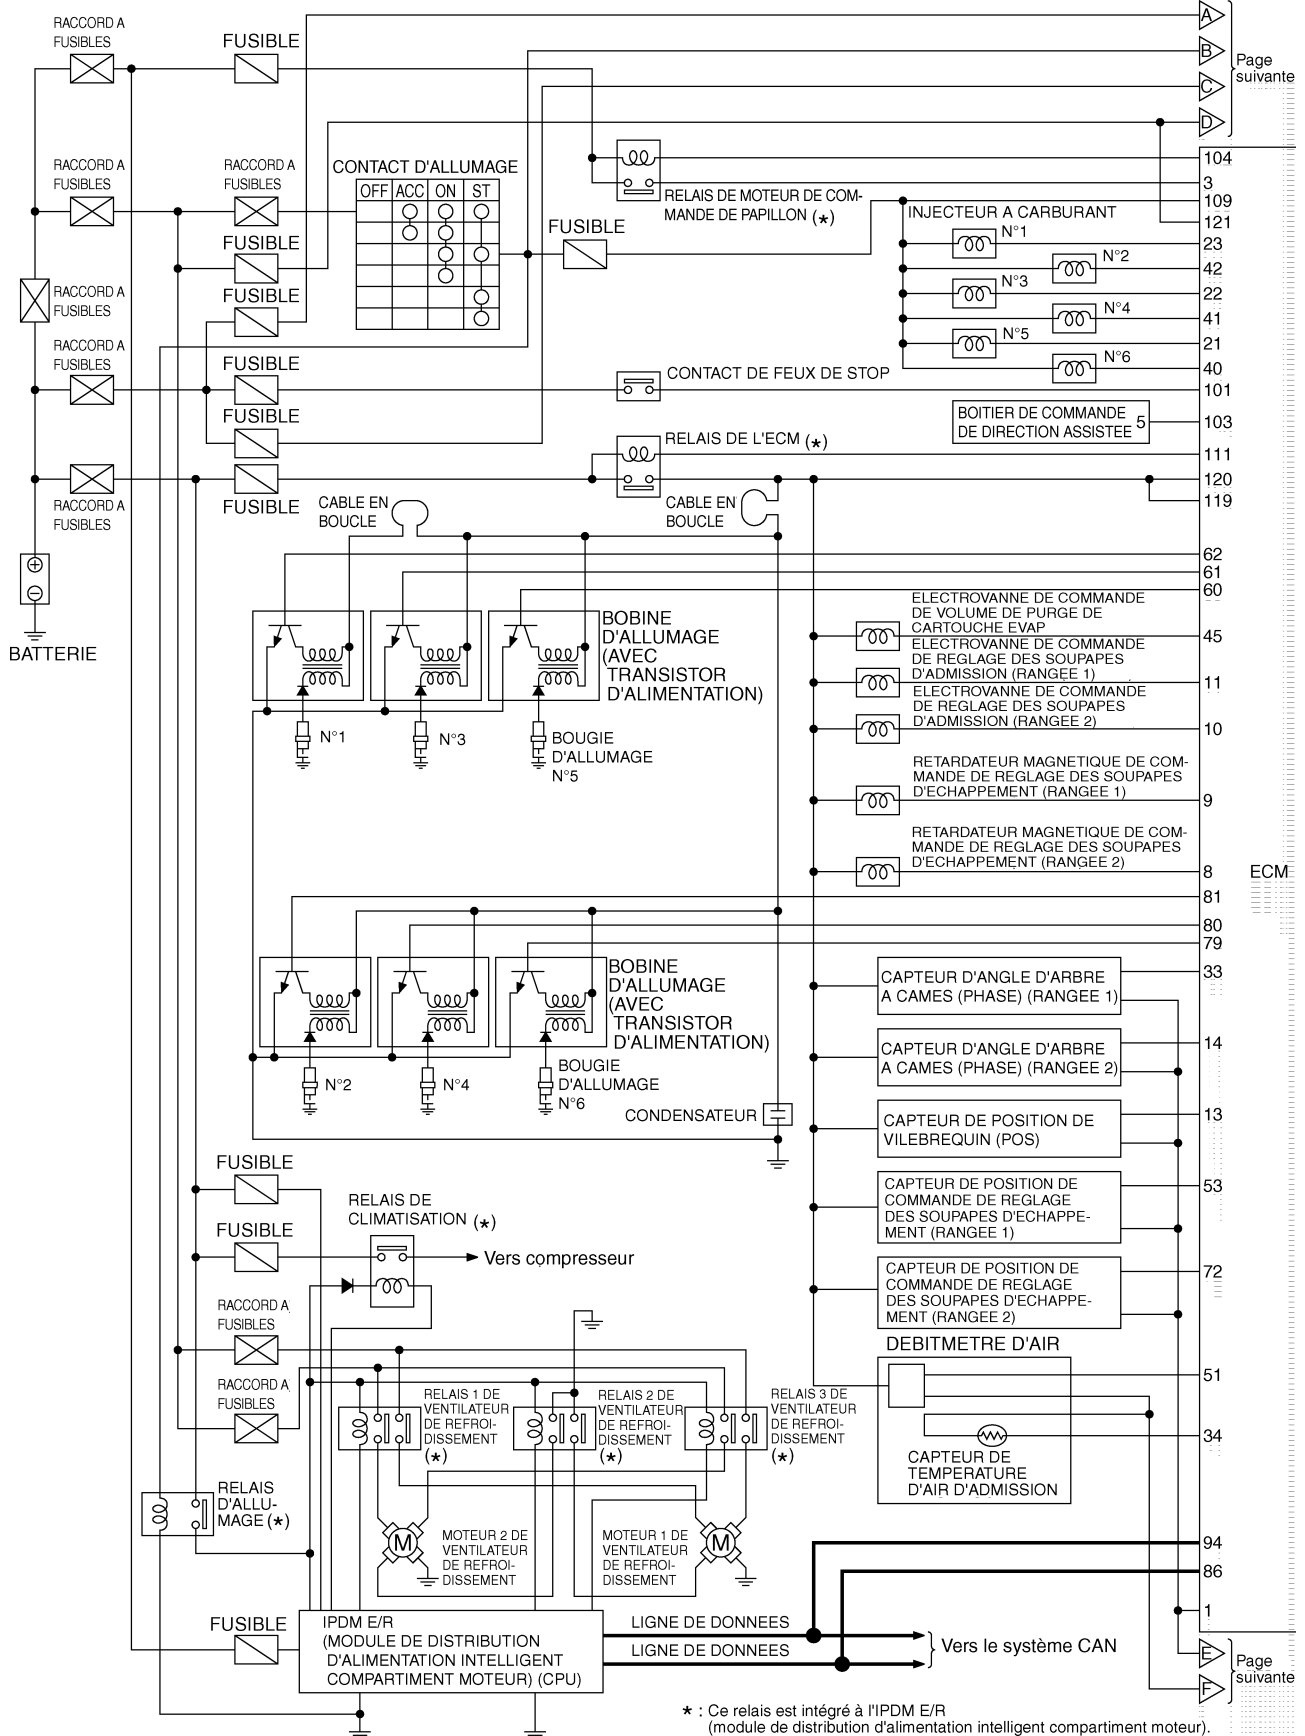 RACCORD A
FUSIBLES
FUSIBLE
A
B
C
D
Page
suivante
RACCORD A
FUSIBLES
RACCORD A
FUSIBLES
CONTACT D'ALLUMAGE
OFF ACC ON ST
FUSIBLE
FUSIBLE
RELAIS DE MOTEUR DE COM-
MANDE DE PAPILLON (*)
FUSIBLE
INJECTEUR A CARBURANT
N°1
N°2
N°3
N°4
N°5
N°6
104
3
109
121
23
42
22
41
21
40
101
RACCORD A
FUSIBLES
RACCORD A
FUSIBLES
FUSIBLE
FUSIBLE
CONTACT DE FEUX DE STOP
BOITIER DE COMMANDE
DE DIRECTION ASSISTEE 5
103
RELAIS DE L'ECM (*)
111
120
119
RACCORD A
FUSIBLES
FUSIBLE
CABLE EN
BOUCLE
CABLE EN
BOUCLE
BATTERIE
62
61
60
BOBINE
D'ALLUMAGE
(AVEC
TRANSISTOR
D'ALIMENTATION)
N°1
N°3
BOUGIE
D'ALLUMAGE
N°5
ELECTROVANNE DE COMMANDE
DE VOLUME DE PURGE DE
CARTOUCHE EVAP
45
ELECTROVANNE DE COMMANDE
DE REGLAGE DES SOUPAPES
D'ADMISSION (RANGEE 1)
11
ELECTROVANNE DE COMMANDE
DE REGLAGE DES SOUPAPES
D'ADMISSION (RANGEE 2)
10
RETARDATEUR MAGNETIQUE DE COM-
MANDE DE REGLAGE DES SOUPAPES
D'ECHAPPEMENT (RANGEE 1)
9
RETARDATEUR MAGNETIQUE DE COM-
MANDE DE REGLAGE DES SOUPAPES
D'ECHAPPEMENT (RANGEE 2)
8
ECM
81
80
79
BOBINE
D'ALLUMAGE
(AVEC
TRANSISTOR
D'ALIMENTATION)
N°2
N°4
BOUGIE
D'ALLUMAGE
N°6
CONDENSATEUR
CAPTEUR D'ANGLE D'ARBRE
A CAMES (PHASE) (RANGEE 1)
33
CAPTEUR D'ANGLE D'ARBRE
A CAMES (PHASE) (RANGEE 2)
14
CAPTEUR DE POSITION DE
VILEBREQUIN (POS)
13
CAPTEUR DE POSITION DE
COMMANDE DE REGLAGE
DES SOUPAPES D'ECHAPPE-
MENT (RANGEE 1)
53
CAPTEUR DE POSITION DE
COMMANDE DE REGLAGE
DES SOUPAPES D'ECHAPPE-
MENT (RANGEE 2)
72
FUSIBLE
FUSIBLE
RELAIS DE
CLIMATISATION (*)
Vers compresseur
RACCORD A
FUSIBLES
RACCORD A
FUSIBLES
RELAIS 1 DE
VENTILATEUR
DE REFROI-
DISSEMENT
(*)
RELAIS 2 DE
VENTILATEUR
DE REFROI-
DISSEMENT
(*)
RELAIS 3 DE
VENTILATEUR
DE REFROI-
DISSEMENT
(*)
DEBITMETRE D'AIR
51
34
CAPTEUR DE
TEMPERATURE
D'AIR D'ADMISSION
RELAIS
D'ALLU-
MAGE (*)
M
MOTEUR 2 DE
VENTILATEUR
DE REFROI-
DISSEMENT
MOTEUR 1 DE
VENTILATEUR
DE REFROI-
DISSEMENT
M
94
86
1
FUSIBLE
IPDM E/R
(MODULE DE DISTRIBUTION
D'ALIMENTATION INTELLIGENT
COMPARTIMENT MOTEUR) (CPU)
LIGNE DE DONNEES
LIGNE DE DONNEES
Vers le système CAN
E
F
Page
suivante
* : Ce relais est intégré à l'IPDM E/R
(module de distribution d'alimentation intelligent compartiment moteur).